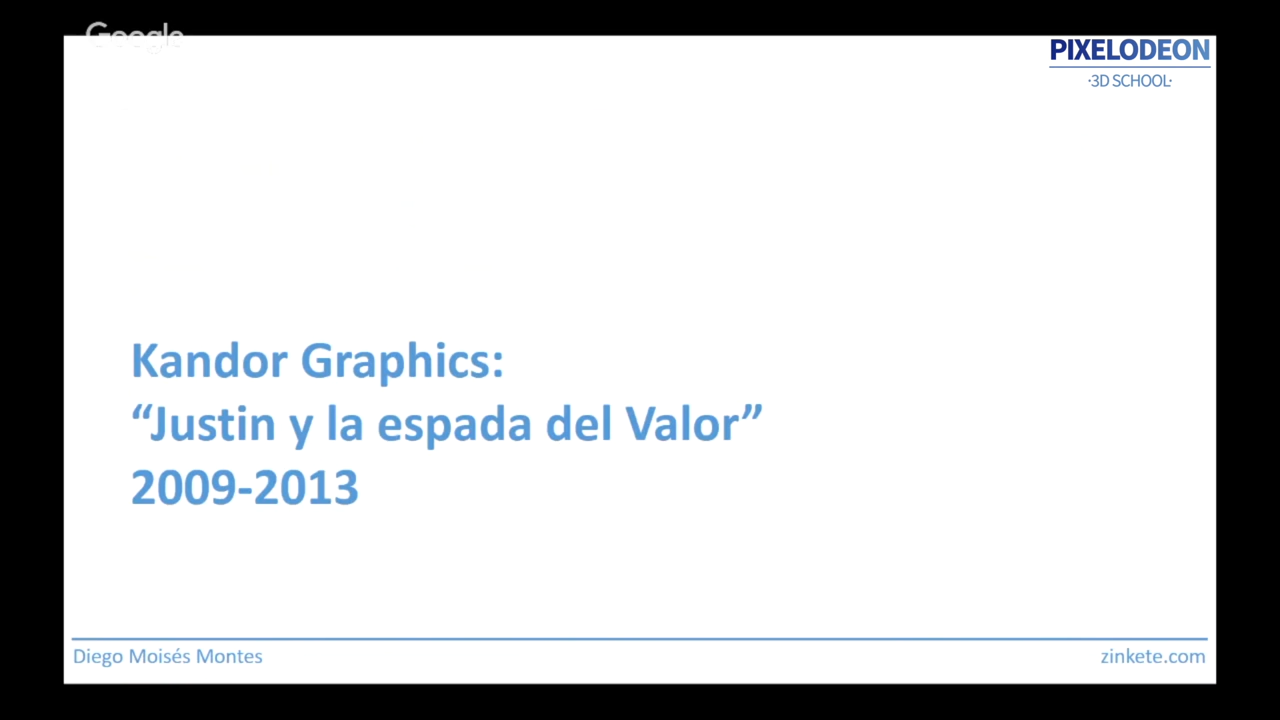 Google
PIXELODEON
·3D SCHOOL·
Kandor Graphics:
“Justin y la espada del Valor”
2009-2013
Diego Moisés Montes
zinkete.com